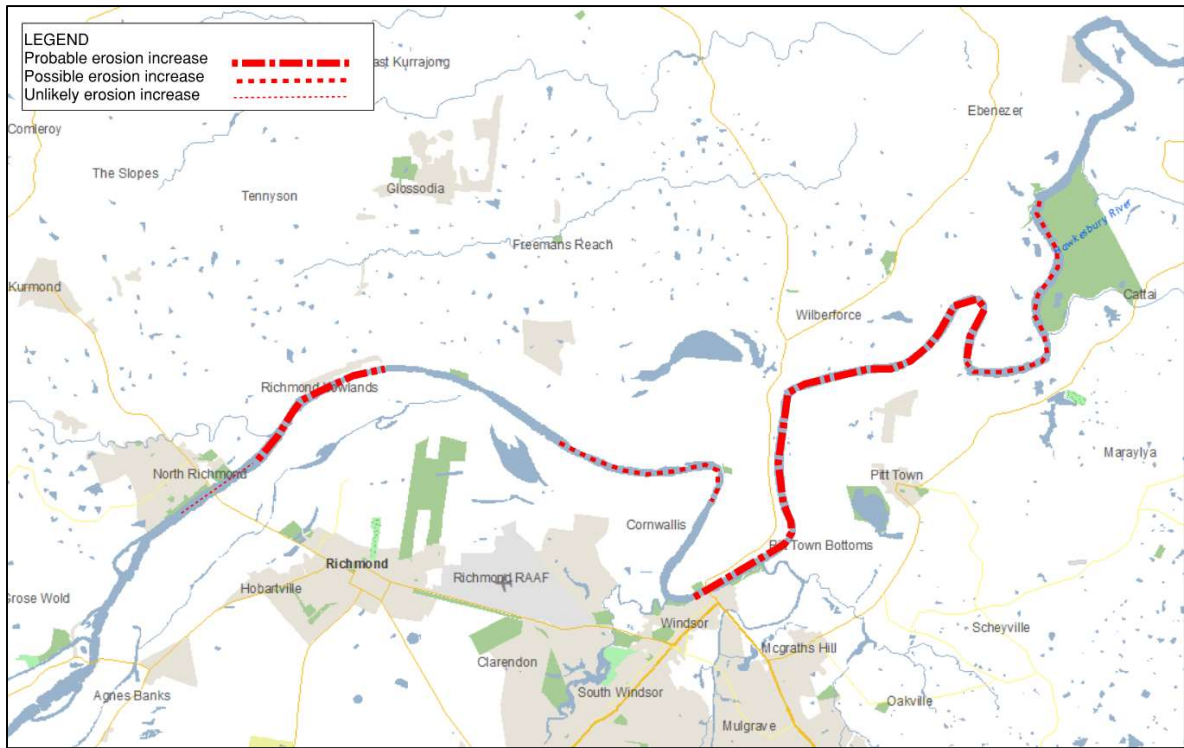 LEGEND
Probable erosion increase
Possible erosion increase
Unlikely erosion increase
ast Kurrajong
Comleroy
Ebenezer
The Slopes
Tennyson
Glossodia
Hawkesbury River
Freemans Reach
Kurmond
Cattai
Wilberforce
Richmond Lowlands
North Richmond
Maraylya
Pitt Town
Cornwallis
Pitt Town Bottoms
Richmond
Richmond RAAF
Hobartville
Grose Wold
Windsor
Scheyville
Mcgraths Hill
Clarendon
Agnes Banks
South Windsor
Oakville
Mulgrave